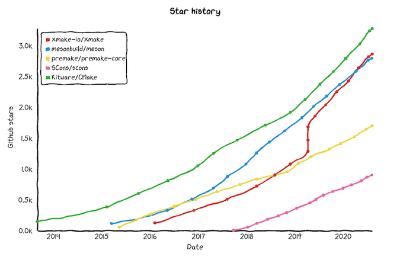 Star history
xmake-io/xmake
mesonbuild/meson
premake/premake-core
SCons/scons
Kitware/CMake
3.0k
2.5k
2.0k
1.5k
1.0k
0.5k
0.0k
Github stars
2014 2015 2016 2017 2018 2019 2020
Date